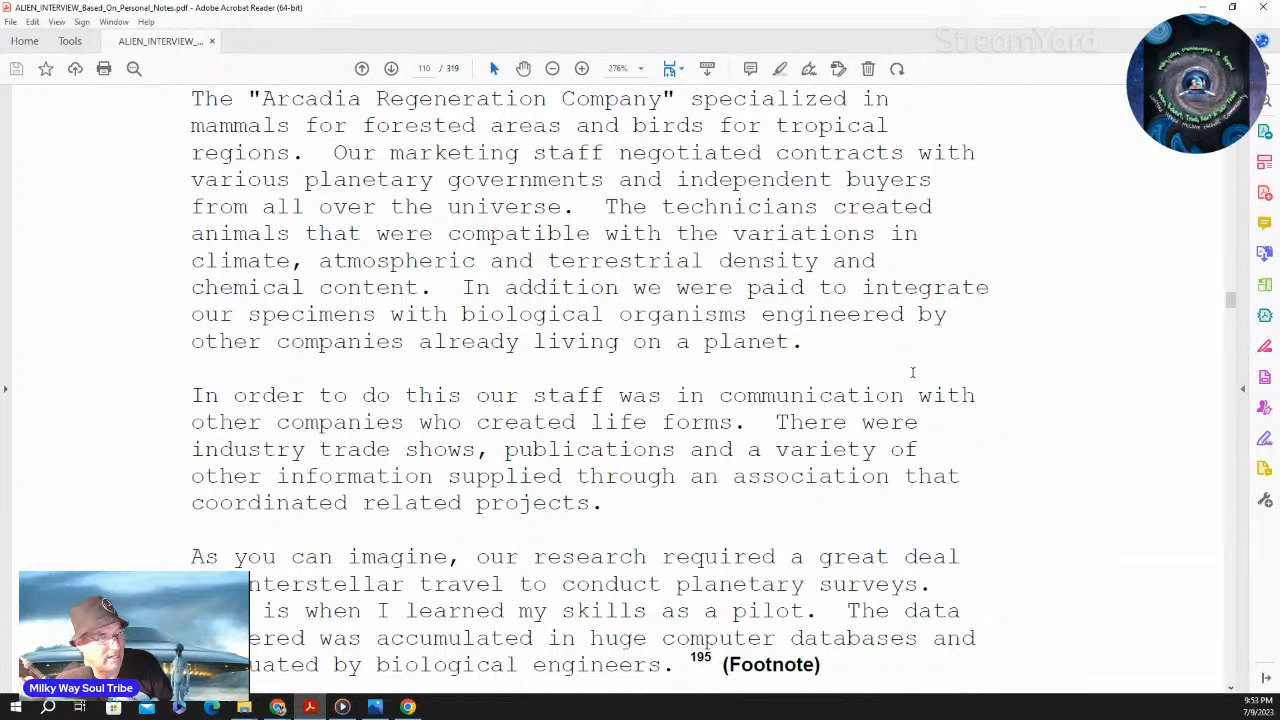 ALIEN_INTERVIEW_Based_On_Personal_Notes.pdf - Adobe Acrobat Reader (64-bit)
File Edit View Sign Window Help
Home Tools ALIEN_INTERVIEW_... ×
110 / 319 276%
StreamYard
The "Arcadia Regeneration Company" specialized in
mammals for forested areas and birds for tropical
regions. Our marketing staff negotiated contracts with
various planetary governments and independent buyers
from all over the universe. The technicians created
animals that were compatible with the variations in
climate, atmospheric and terrestrial density and
chemical content. In addition we were paid to integrate
our specimens with biological organisms engineered by
other companies already living on a planet.
In order to do this our staff was in communication with
other companies who created life forms. There were
industry trade shows, publications and a variety of
other information supplied through an association that
coordinated related projects.
As you can imagine, our research required a great deal
nterstellar travel to conduct planetary surveys.
is when I learned my skills as a pilot. The data
ered was accumulated in huge computer databases and
uated by biological engineers. 195 (Footnote)
Milky Way Soul Tribe
9:53 PM
7/9/2023